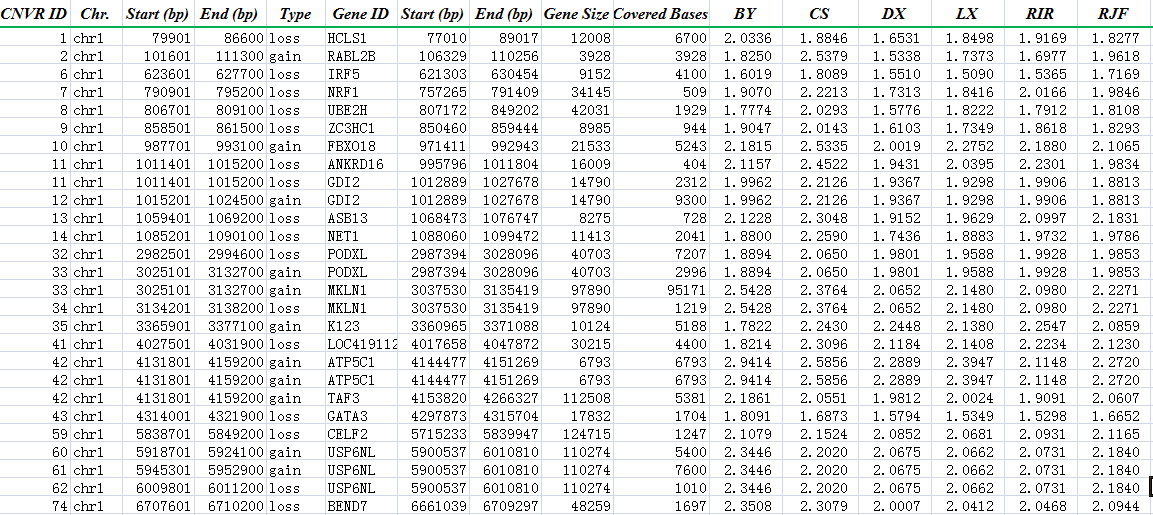 CNVR ID Chr. Start (bp) End (bp) Type Gene ID Start (bp) End (bp) Gene Size Covered Bases BY CS DX LX RIR RJF
1 chr1 79901 86600 loss HCLS1 77010 89017 12008 6700 2.0336 1.8846 1.6531 1.8498 1.9169 1.8277
2 chr1 101601 111300 gain RABL2B 106329 110256 3928 3928 1.8250 2.5379 1.5338 1.7373 1.6977 1.9618
6 chr1 623601 627700 loss IRF5 621303 630454 9152 4100 1.6019 1.8089 1.5510 1.5090 1.5365 1.7169
7 chr1 790901 795200 loss NRF1 757265 791409 34145 509 1.9070 2.2213 1.7313 1.8416 2.0166 1.9846
8 chr1 806701 809100 loss UBE2H 807172 849202 42031 1929 1.7774 2.0293 1.5776 1.8222 1.7912 1.8108
9 chr1 858501 861500 loss ZC3HC1 850460 859444 8985 944 1.9047 2.0143 1.6103 1.7349 1.8618 1.8293
10 chr1 987701 993100 gain FBXO18 971411 992943 21533 5243 2.1815 2.5335 2.0019 2.2752 2.1880 2.1065
11 chr1 1011401 1015200 loss ANKRD16 995796 1011804 16009 404 2.1157 2.4522 1.9431 2.0395 2.2301 1.9834
11 chr1 1011401 1015200 loss GDI2 1012889 1027678 14790 2312 1.9962 2.2126 1.9367 1.9298 1.9906 1.8813
12 chr1 1015201 1024500 gain GDI2 1012889 1027678 14790 9300 1.9962 2.2126 1.9367 1.9298 1.9906 1.8813
13 chr1 1059401 1069200 loss ASB13 1068473 1076747 8275 728 2.1228 2.3048 1.9152 1.9629 2.0997 2.1831
14 chr1 1085201 1090100 loss NET1 1088060 1099472 11413 2041 1.8800 2.2590 1.7436 1.8883 1.9732 1.9786
32 chr1 2982501 2994600 loss PODXL 2987394 3028096 40703 7207 1.8894 2.0650 1.9801 1.9588 1.9928 1.9853
33 chr1 3025101 3132700 gain PODXL 2987394 3028096 40703 2996 1.8894 2.0650 1.9801 1.9588 1.9928 1.9853
33 chr1 3025101 3132700 gain MKLN1 3037530 3135419 97890 95171 2.5428 2.3764 2.0652 2.1480 2.0980 2.2271
34 chr1 3134201 3138200 loss MKLN1 3037530 3135419 97890 1219 2.5428 2.3764 2.0652 2.1480 2.0980 2.2271
35 chr1 3365901 3377100 gain K123 3360965 3371088 10124 5188 1.7822 2.2430 2.2448 2.1380 2.2547 2.0859
41 chr1 4027501 4031900 loss LOC419112 4017658 4047872 30215 4400 1.8214 2.3096 2.1184 2.1408 2.2234 2.1230
42 chr1 4131801 4159200 gain ATP5C1 4144477 4151269 6793 6793 2.9414 2.5856 2.2889 2.3947 2.1148 2.2720
42 chr1 4131801 4159200 gain ATP5C1 4144477 4151269 6793 6793 2.9414 2.5856 2.2889 2.3947 2.1148 2.2720
42 chr1 4131801 4159200 gain TAF3 4153820 4266327 112508 5381 2.1861 2.0551 1.9812 2.0024 1.9091 2.0607
43 chr1 4314001 4321900 loss GATA3 4297873 4315704 17832 1704 1.8091 1.6873 1.5794 1.5349 1.5298 1.6652
59 chr1 5838701 5849200 loss CELF2 5715233 5839947 124715 1247 2.1079 2.1524 2.0852 2.0681 2.0931 2.1165
60 chr1 5918701 5924100 gain USP6NL 5900537 6010810 110274 5400 2.3446 2.2020 2.0675 2.0662 2.0731 2.1840
61 chr1 5945301 5952900 gain USP6NL 5900537 6010810 110274 7600 2.3446 2.2020 2.0675 2.0662 2.0731 2.1840
62 chr1 6009801 6011200 loss USP6NL 5900537 6010810 110274 1010 2.3446 2.2020 2.0675 2.0662 2.0731 2.1840
74 chr1 6707601 6710200 loss BEND7 6661039 6709297 48259 1697 2.3508 2.3079 2.0007 2.0412 2.0468 2.0944